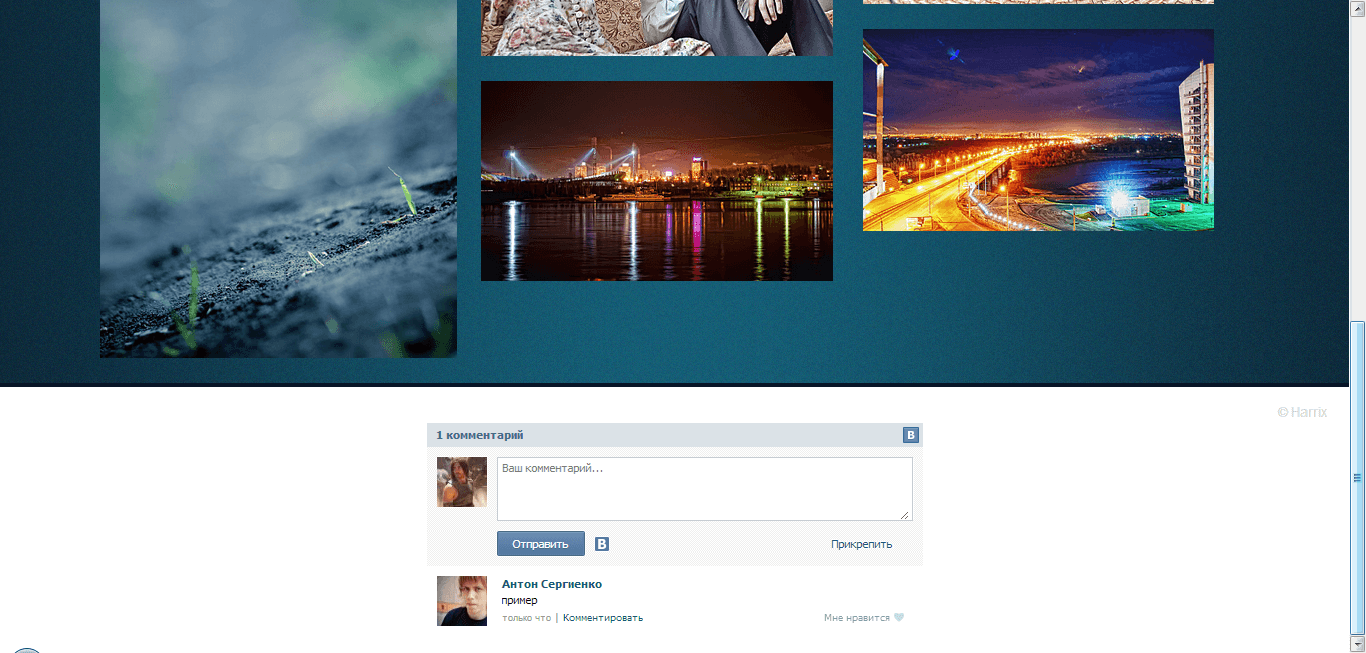 © Harrix
1 комментарий
B
Ваш комментарий...
Отправить B Прикрепить
Антон Сергиенко
пример
только что | Комментировать Мне нравится